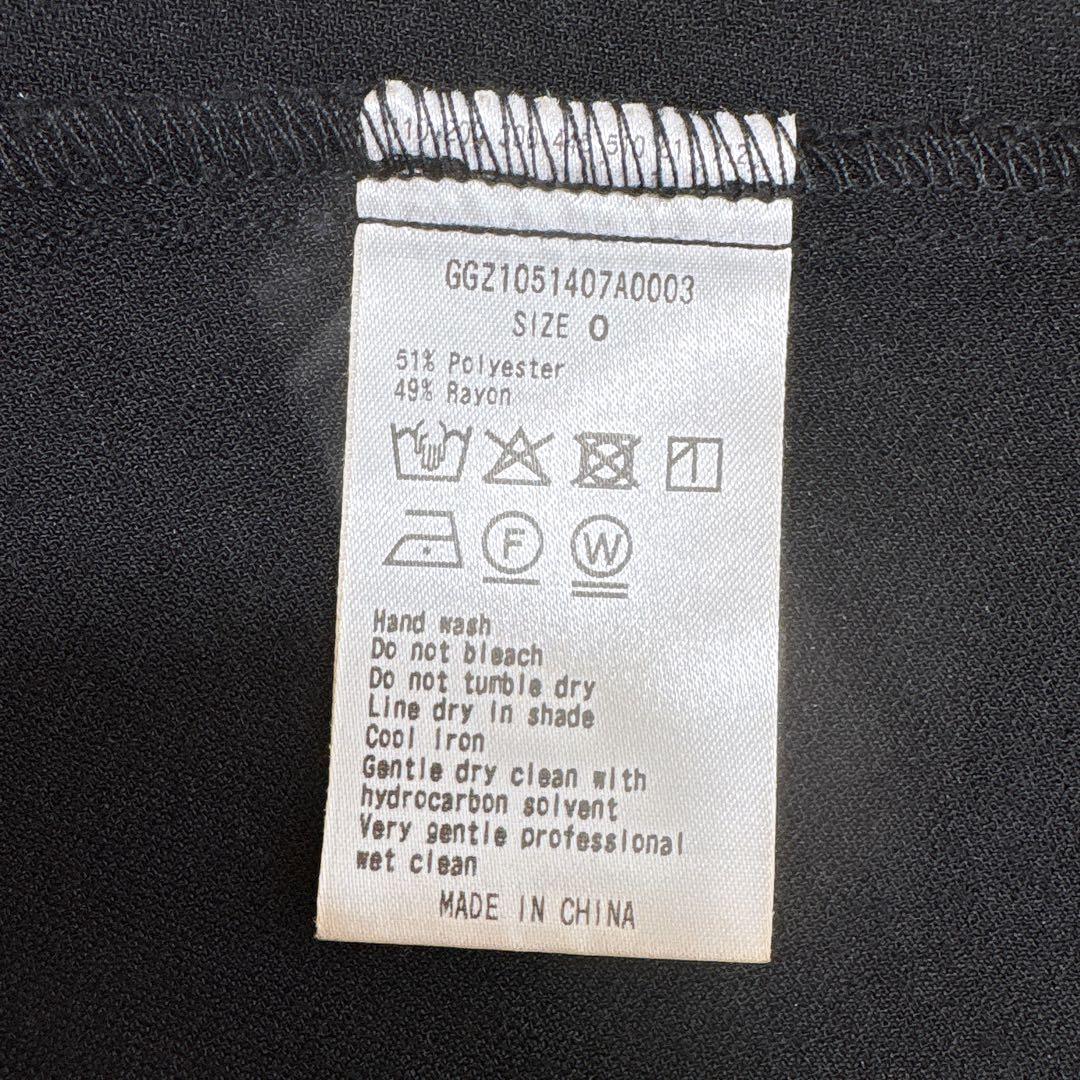 GGZ1051407A0003
SIZE 0
51% Polyester
49% Rayon
F W
Hand wash
Do not bleach
Do not tumble dry
Line dry in shade
Cool iron
Gentle dry clean with
hydrocarbon solvent
Very gentle professional
wet clean
MADE IN CHINA